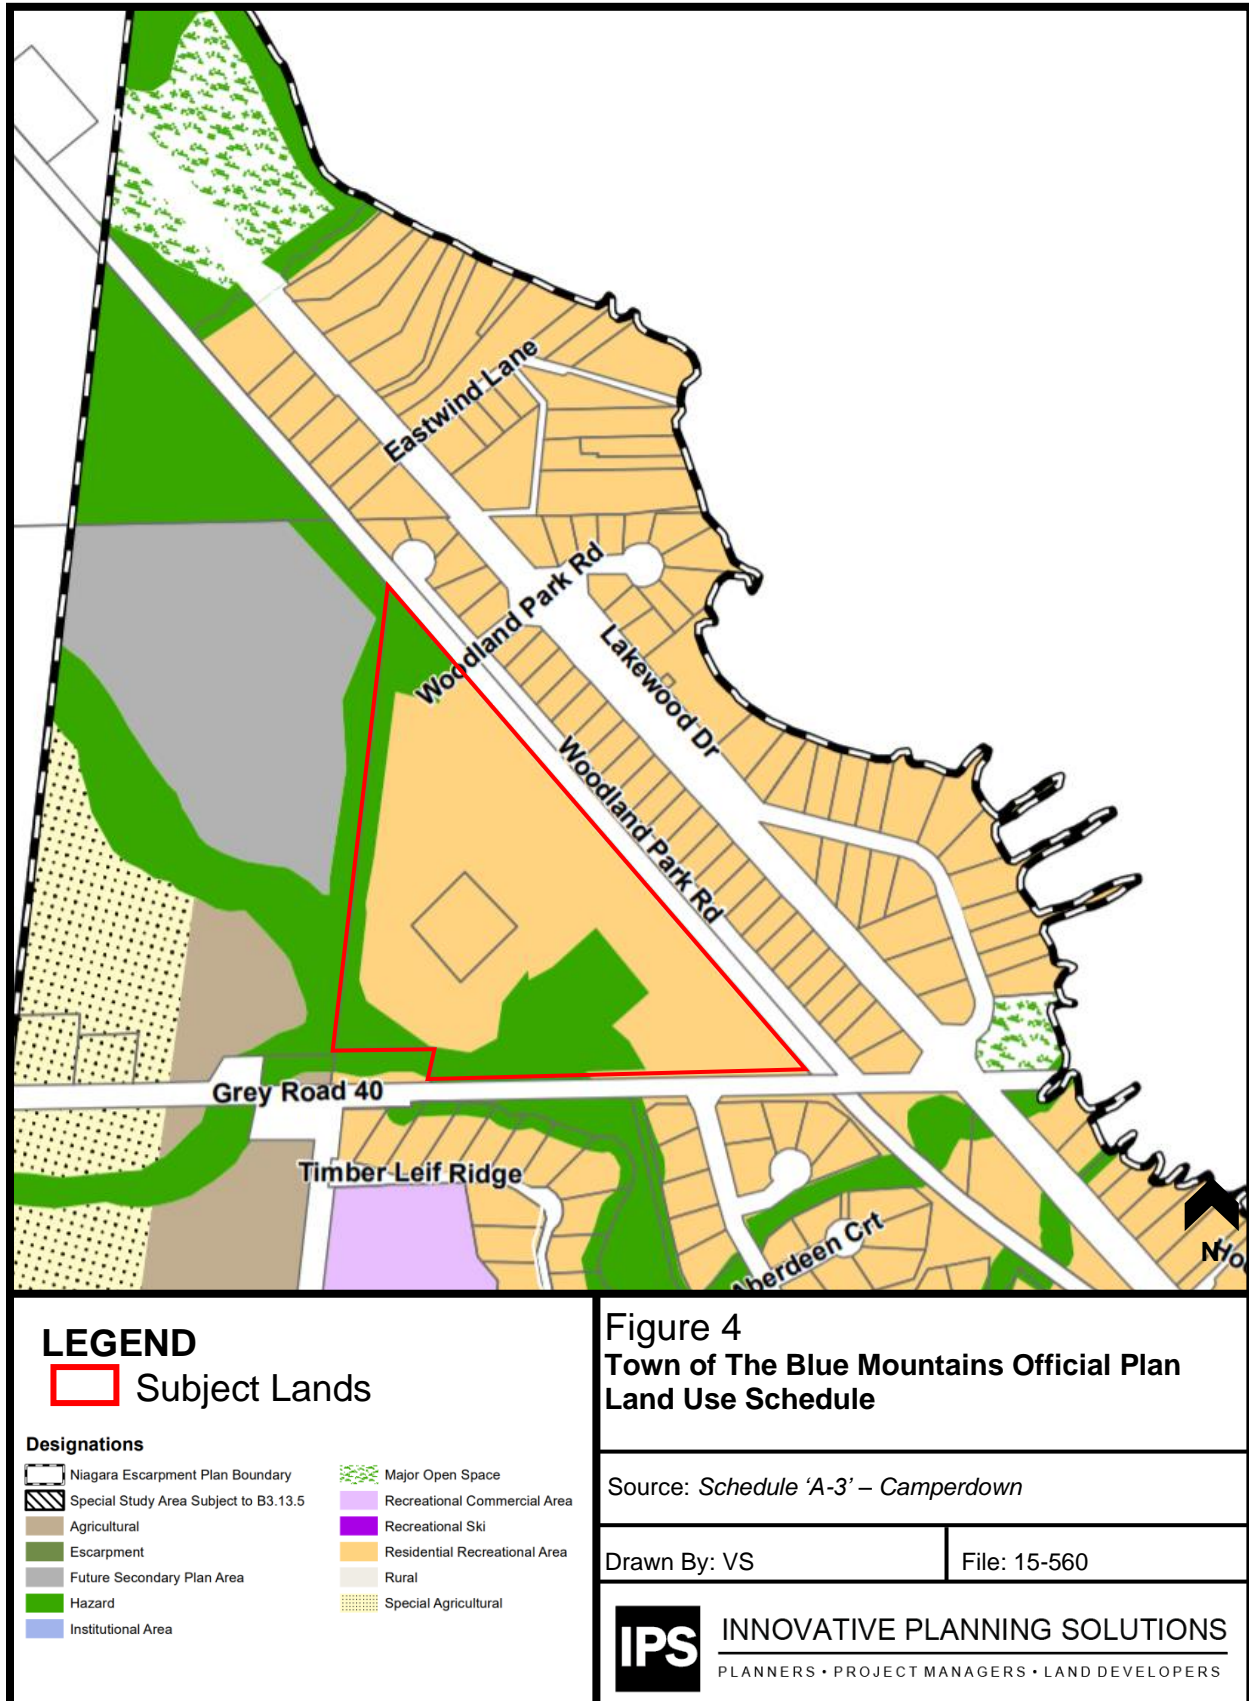 Eastwind Lane
Woodland Park Rd
Lakewood Dr
Woodland Park Rd
Grey Road 40
Timber Leif Ridge
Aberdeen Crt
N
LEGEND
Subject Lands
Designations
Niagara Escarpment Plan Boundary
Special Study Area Subject to B3.13.5
Agricultural
Escarpment
Future Secondary Plan Area
Hazard
Institutional Area
Major Open Space
Recreational Commercial Area
Recreational Ski
Residential Recreational Area
Rural
Special Agricultural
Figure 4
Town of The Blue Mountains Official Plan
Land Use Schedule
Source: Schedule ‘A-3’ – Camperdown
Drawn By: VS
File: 15-560
IPS
INNOVATIVE PLANNING SOLUTIONS
PLANNERS • PROJECT MANAGERS • LAND DEVELOPERS